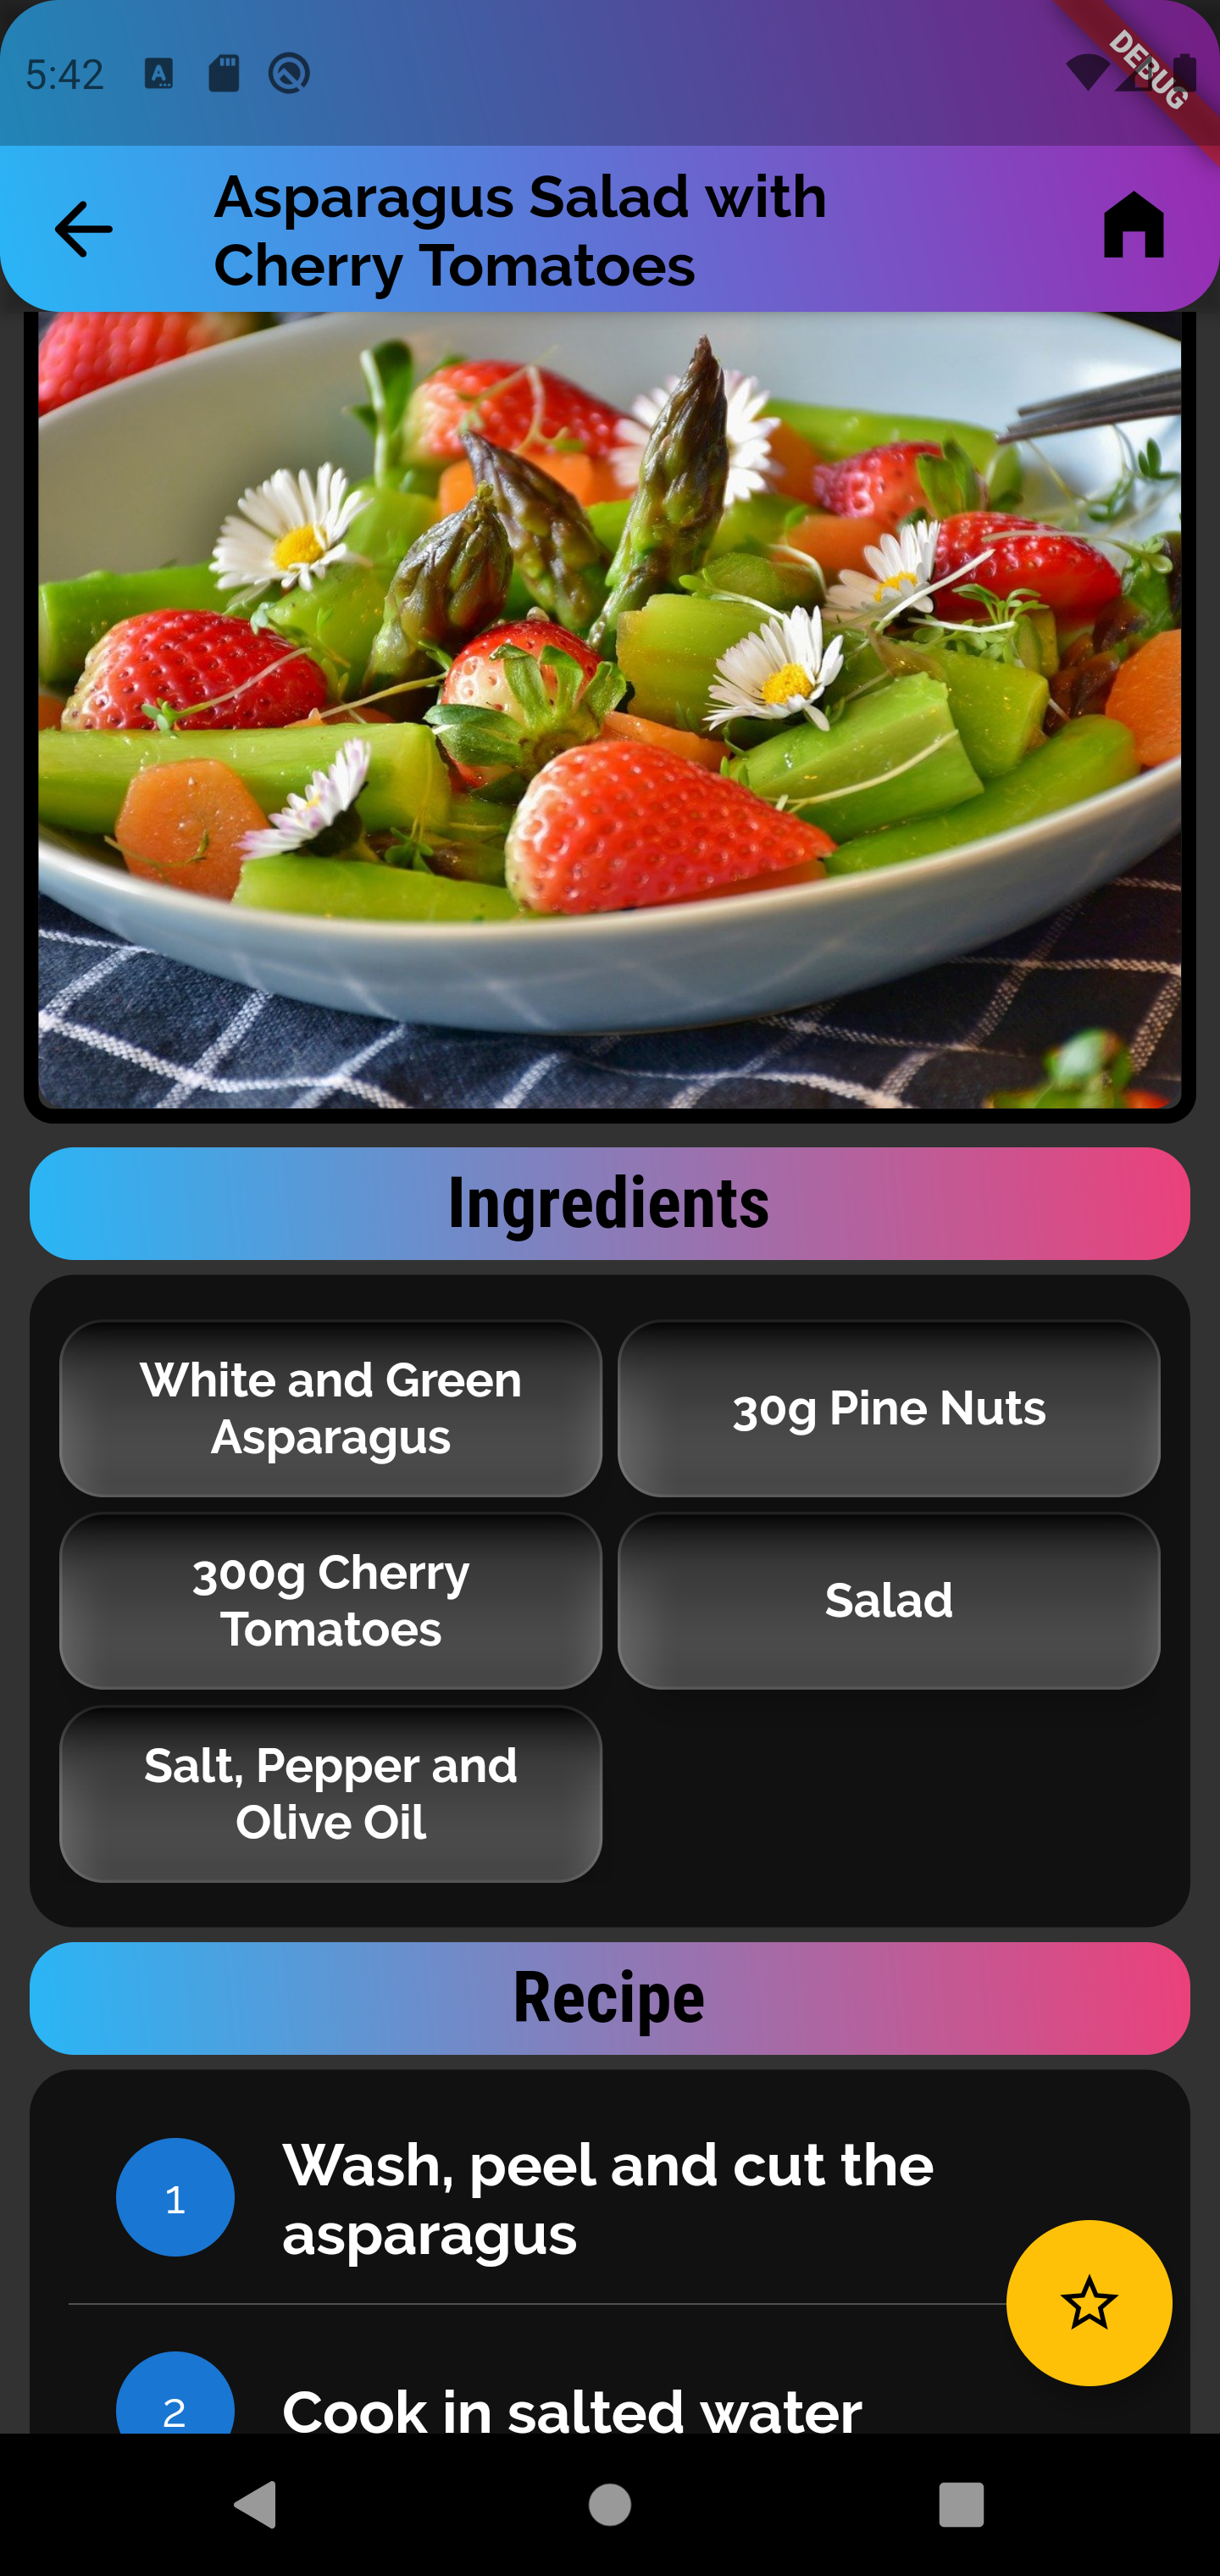 5:42
DEBUG
Asparagus Salad with
Cherry Tomatoes
Ingredients
White and Green
Asparagus
30g Pine Nuts
300g Cherry
Tomatoes
Salad
Salt, Pepper and
Olive Oil
Recipe
1
Wash, peel and cut the
asparagus
2
Cook in salted water